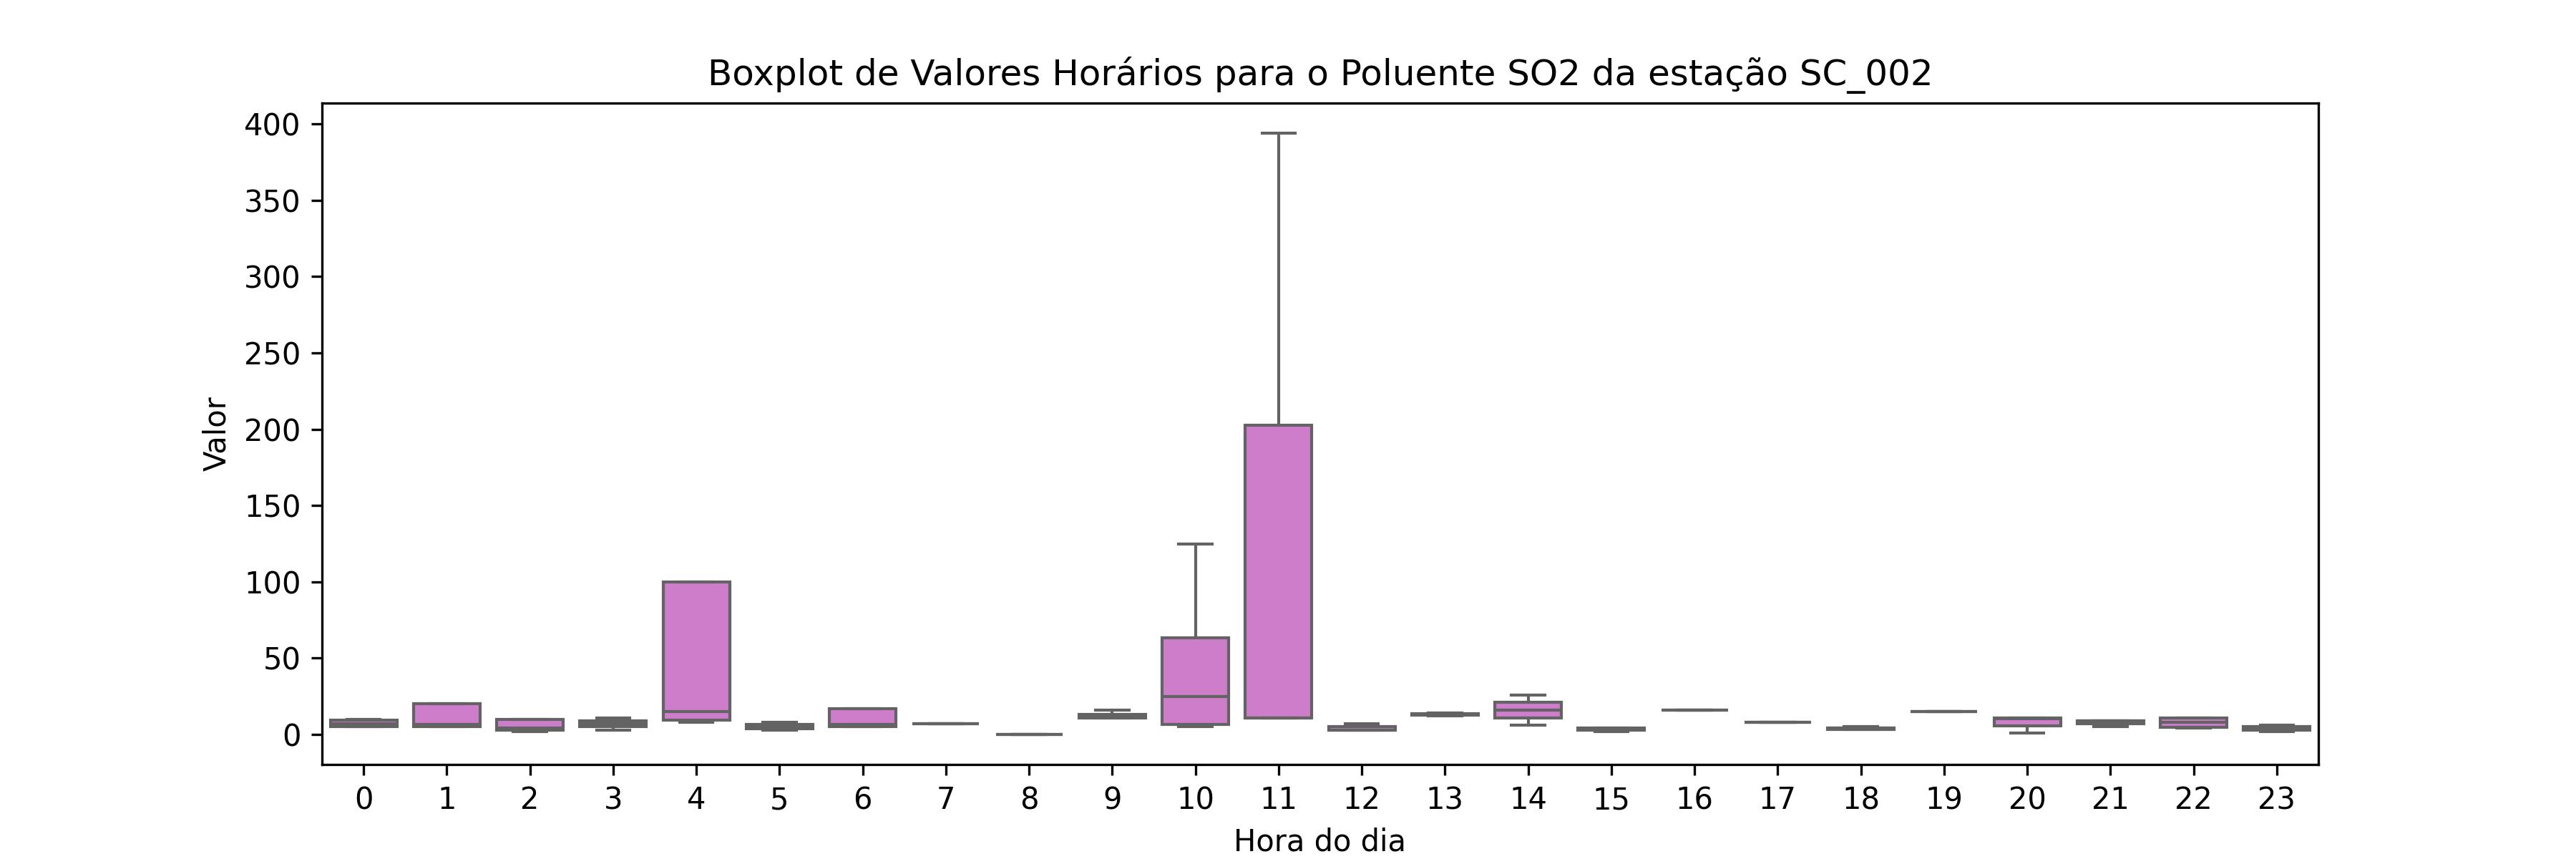 Boxplot de Valores Horários para o Poluente SO2 da estação SC_002
400
350
300
250
200
150
100
50
0
Valor
0 1 2 3 4 5 6 7 8 9 10 11 12 13 14 15 16 17 18 19 20 21 22 23
Hora do dia